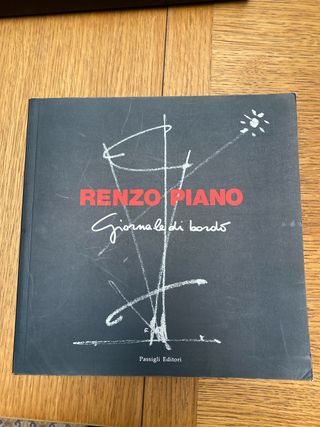 RENZO PIANO
Giornale di bordo
Passigli Editori